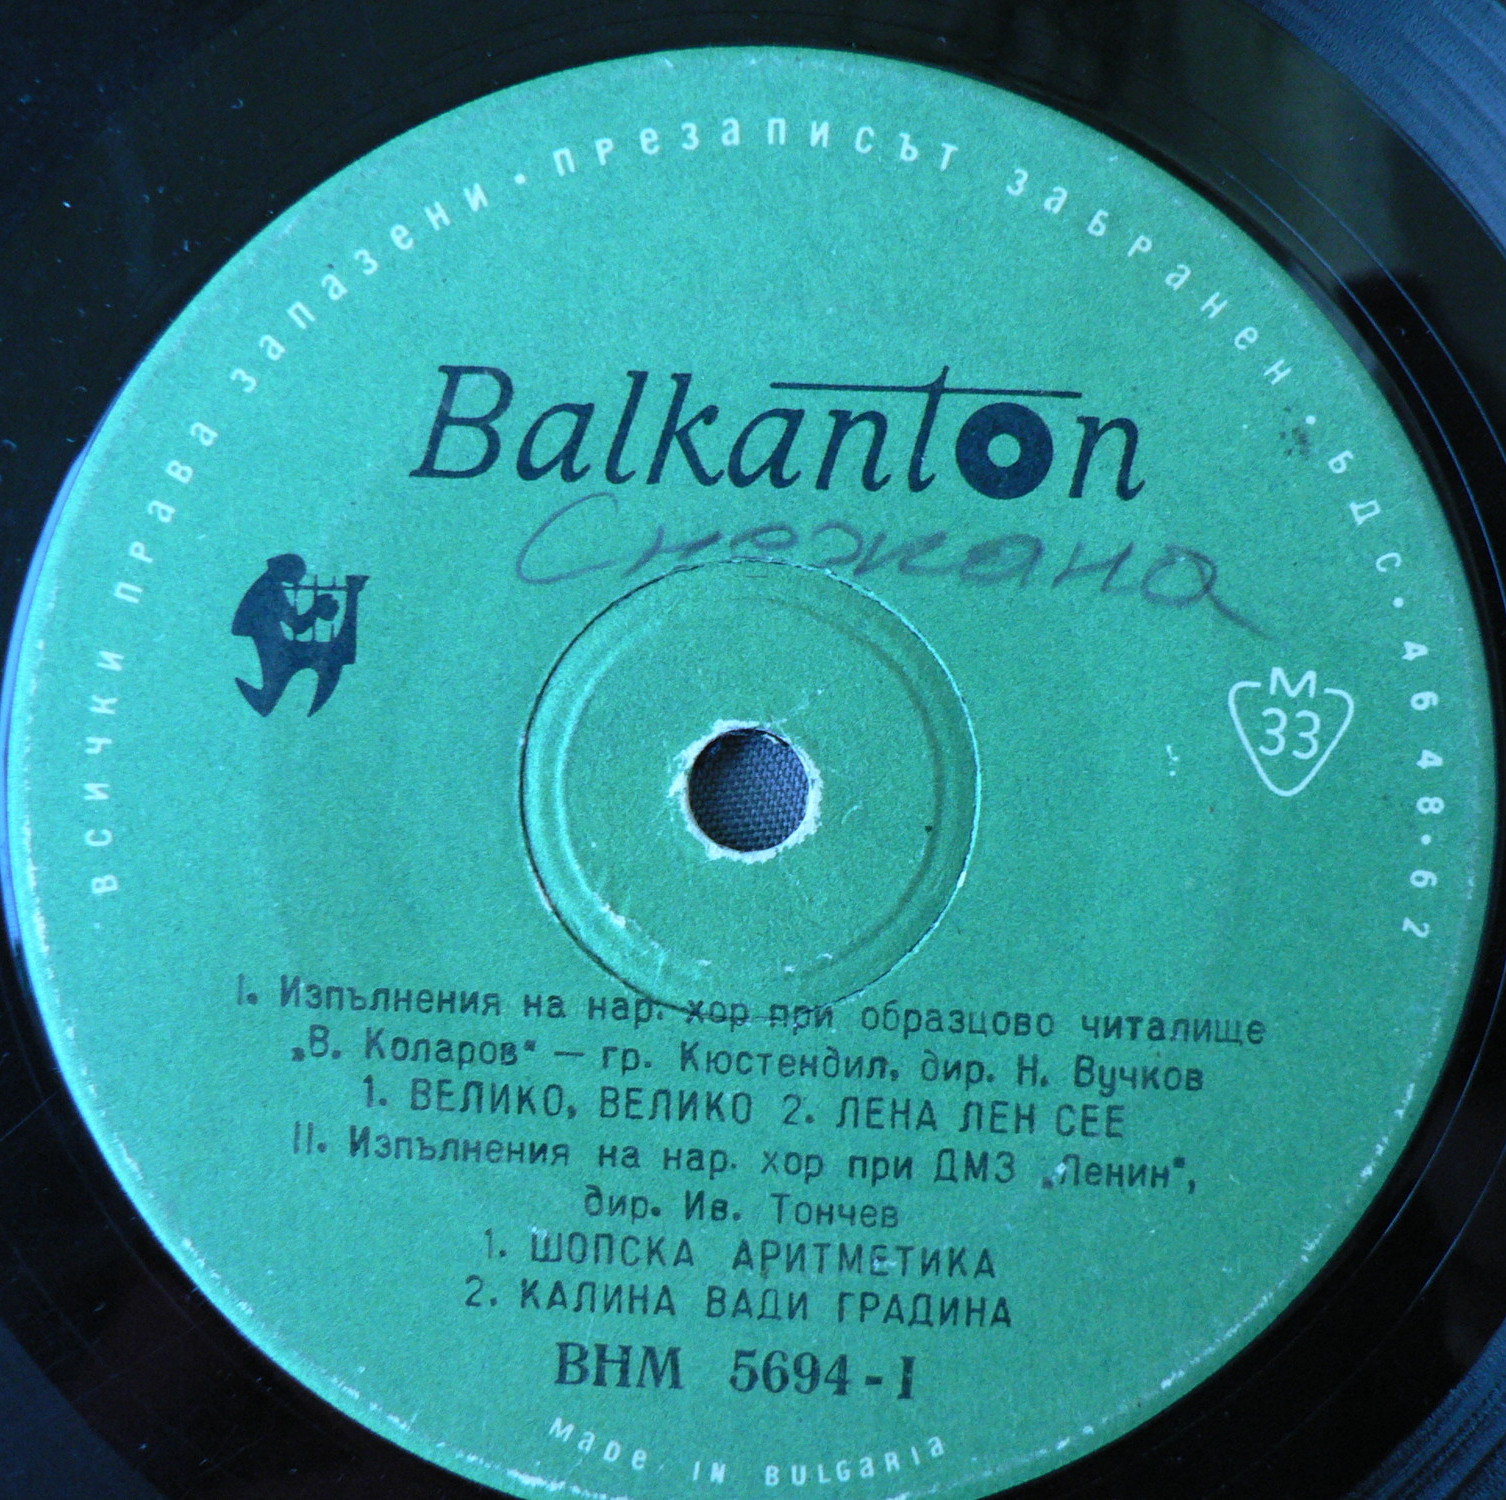 ВСИЧКИ ПРАВА ЗАПАЗЕНИ · ПРЕЗАПИСЪТ ЗАБРАНЕН · БДС · 4648·62
Balkanton
Снежана
М
33
I. Изпълнения на нар. хор при образцово читалище
„В. Коларов“ — гр. Кюстендил, дир. Н. Вучков
1. ВЕЛИКО, ВЕЛИКО 2. ЛЕНА ЛЕН СЕЕ
II. Изпълнения на нар. хор при ДМЗ „Ленин“,
дир. Ив. Тончев
1. ШОПСКА АРИТМЕТИКА
2. КАЛИНА ВАДИ ГРАДИНА
ВНМ 5694-I
MADE IN BULGARIA